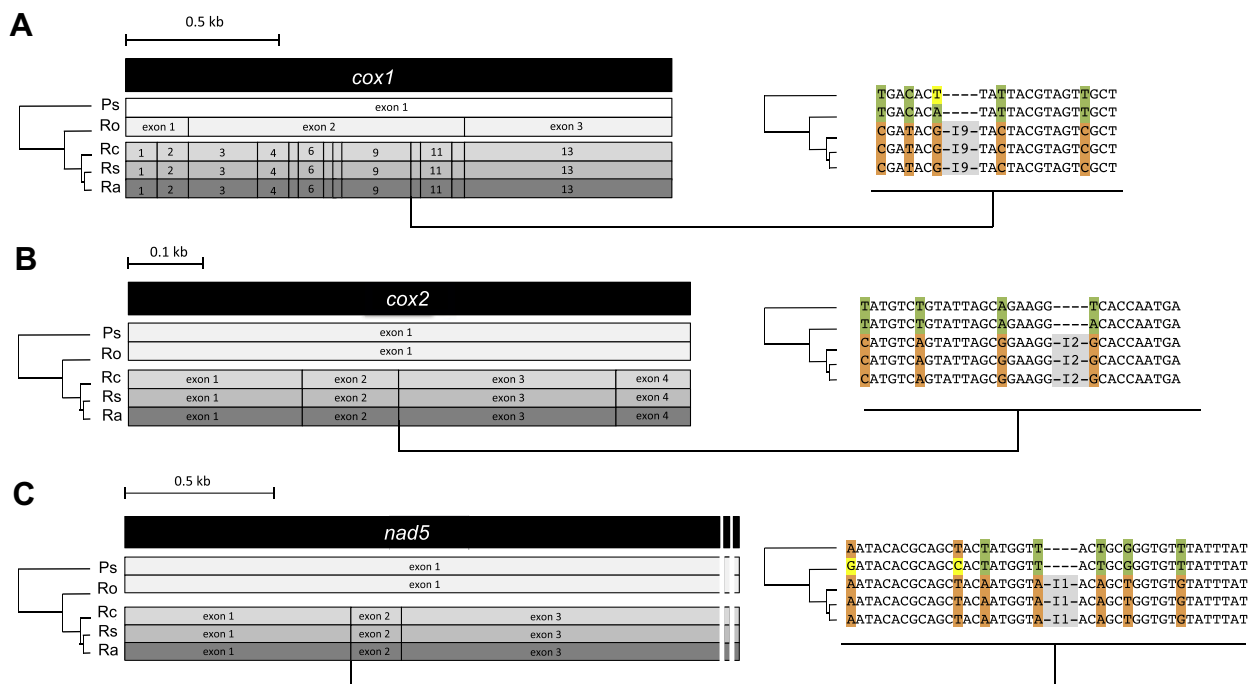 A
0.5 kb
cox1
Ps
exon 1
Ro
exon 1 exon 2 exon 3
Rc
1 2 3 4 6 9 11 13
Rs
1 2 3 4 6 9 11 13
Ra
1 2 3 4 6 9 11 13
TGACACT----TATTACGTAGTTGCT
TGACACA----TATTACGTAGTTGCT
CGATACG-I9-TACTACGTAGTCGCT
CGATACG-I9-TACTACGTAGTCGCT
CGATACG-I9-TACTACGTAGTCGCT
B
0.1 kb
cox2
Ps
exon 1
Ro
exon 1
Rc
exon 1 exon 2 exon 3 exon 4
Rs
exon 1 exon 2 exon 3 exon 4
Ra
exon 1 exon 2 exon 3 exon 4
TATGTCTGTATTAGCAGAAGG----TCACCAATGA
TATGTCTGTATTAGCAGAAGG----ACACCAATGA
CATGTCAGTATTAGCGGAAGG-I2-GCACCAATGA
CATGTCAGTATTAGCGGAAGG-I2-GCACCAATGA
CATGTCAGTATTAGCGGAAGG-I2-GCACCAATGA
C
0.5 kb
nad5
Ps
exon 1
Ro
exon 1
Rc
exon 1 exon 2 exon 3
Rs
exon 1 exon 2 exon 3
Ra
exon 1 exon 2 exon 3
AATACACGCAGCTACTATGGTT----ACTGCGGGTGTTTATTTAT
GATACACGCAGCCACTATGGTT----ACTGCGGGTGTTTATTTAT
AATACACGCAGCTACAATGGTA-I1-ACAGCTGGTGTGTATTTAT
AATACACGCAGCTACAATGGTA-I1-ACAGCTGGTGTGTATTTAT
AATACACGCAGCTACAATGGTA-I1-ACAGCTGGTGTGTATTTAT